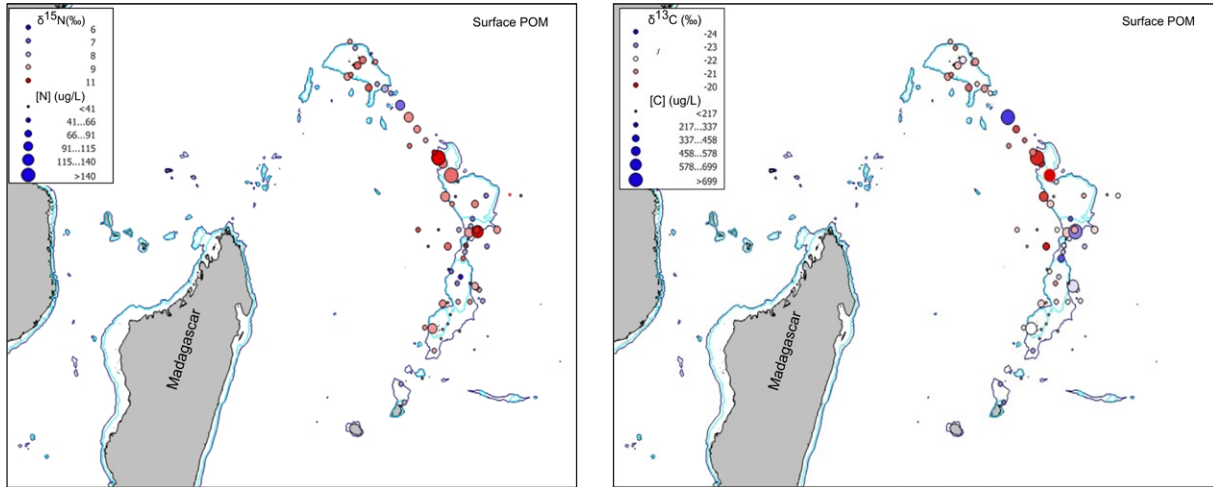 δ15N(‰)
6
7
8
9
11
[N] (ug/L)
<41
41...66
66...91
91...115
115...140
>140
Surface POM
Madagascar
δ13C (‰)
-24
-23
-22
-21
-20
[C] (ug/L)
<217
217...337
337...458
458...578
578...699
>699
Surface POM
Madagascar